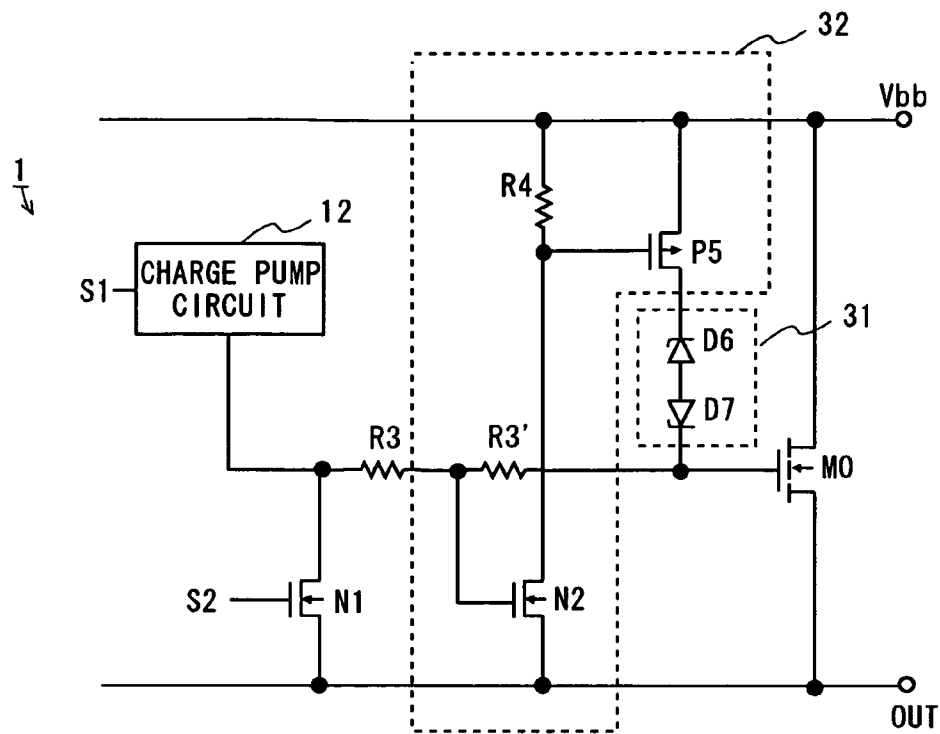 32
Vbb
1
R4
12
P5
CHARGE PUMP
CIRCUIT
S1
31
D6
D7
R3
R3'
M0
S2
N1
N2
OUT